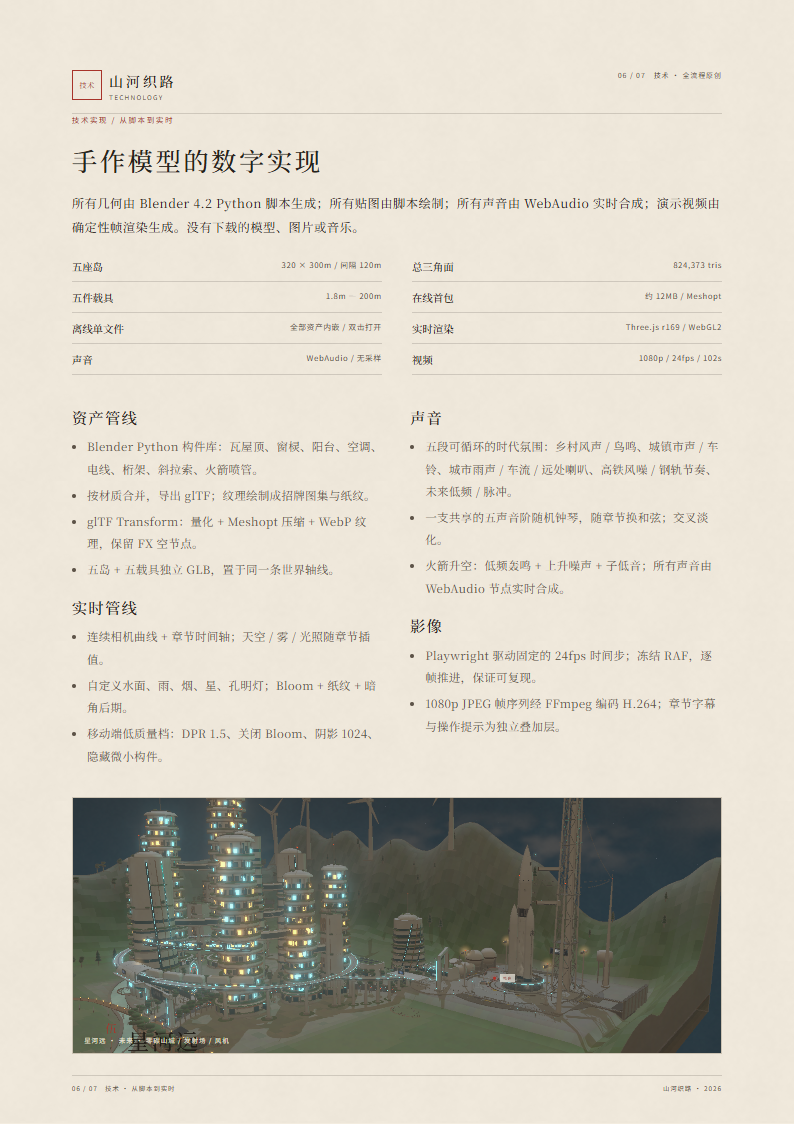 技术
山河织路
TECHNOLOGY
06 / 07 技术 · 全流程原创
技术实现 / 从脚本到实时
手作模型的数字实现
所有几何由 Blender 4.2 Python 脚本生成；所有贴图由脚本绘制；所有声音由 WebAudio 实时合成；演示视频由
确定性帧渲染生成。没有下载的模型、图片或音乐。
五座岛 320 × 300m / 间隔 120m
五件载具 1.8m — 200m
离线单文件 全部资产内嵌 / 双击打开
声音 WebAudio / 无采样
总三角面 824,373 tris
在线首包 约 12MB / Meshopt
实时渲染 Three.js r169 / WebGL2
视频 1080p / 24fps / 102s
资产管线
• Blender Python 构件库：瓦屋顶、窗棂、阳台、空调、
电线、桁架、斜拉索、火箭喷管。
• 按材质合并，导出 glTF；纹理绘制成招牌图集与纸纹。
• glTF Transform：量化 + Meshopt 压缩 + WebP 纹
理，保留 FX 空节点。
• 五岛 + 五载具独立 GLB，置于同一条世界轴线。
实时管线
• 连续相机曲线 + 章节时间轴；天空 / 雾 / 光照随章节插
值。
• 自定义水面、雨、烟、星、孔明灯；Bloom + 纸纹 + 暗
角后期。
• 移动端低质量档：DPR 1.5、关闭 Bloom、阴影 1024、
隐藏微小构件。
声音
• 五段可循环的时代氛围：乡村风声 / 鸟鸣、城镇市声 / 车
铃、城市雨声 / 车流 / 远处喇叭、高铁风噪 / 钢轨节奏、
未来低频 / 脉冲。
• 一支共享的五声音阶随机钟琴，随章节换和弦；交叉淡
化。
• 火箭升空：低频轰鸣 + 上升噪声 + 子低音；所有声音由
WebAudio 节点实时合成。
影像
• Playwright 驱动固定的 24fps 时间步；冻结 RAF，逐
帧推进，保证可复现。
• 1080p JPEG 帧序列经 FFmpeg 编码 H.264；章节字幕
与操作提示为独立叠加层。
星河远
星河远 · 未来 · 零碳山城 / 发射场 / 风机
06 / 07 技术 · 从脚本到实时
山河织路 · 2026